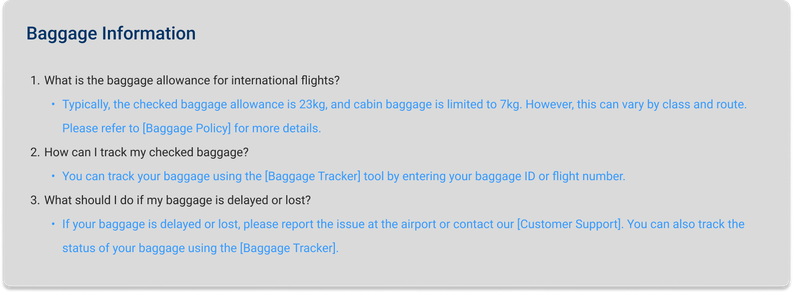 Baggage Information
1. What is the baggage allowance for international flights?
• Typically, the checked baggage allowance is 23kg, and cabin baggage is limited to 7kg. However, this can vary by class and route.
Please refer to [Baggage Policy] for more details.
2. How can I track my checked baggage?
• You can track your baggage using the [Baggage Tracker] tool by entering your baggage ID or flight number.
3. What should I do if my baggage is delayed or lost?
• If your baggage is delayed or lost, please report the issue at the airport or contact our [Customer Support]. You can also track the
status of your baggage using the [Baggage Tracker].